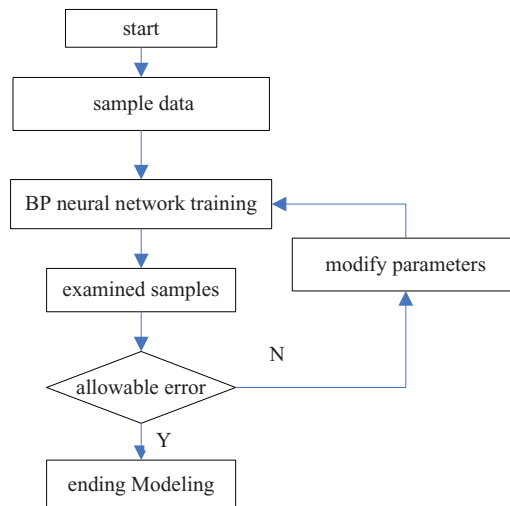 start
sample data
BP neural network training
modify parameters
examined samples
N
allowable error
Y
ending Modeling